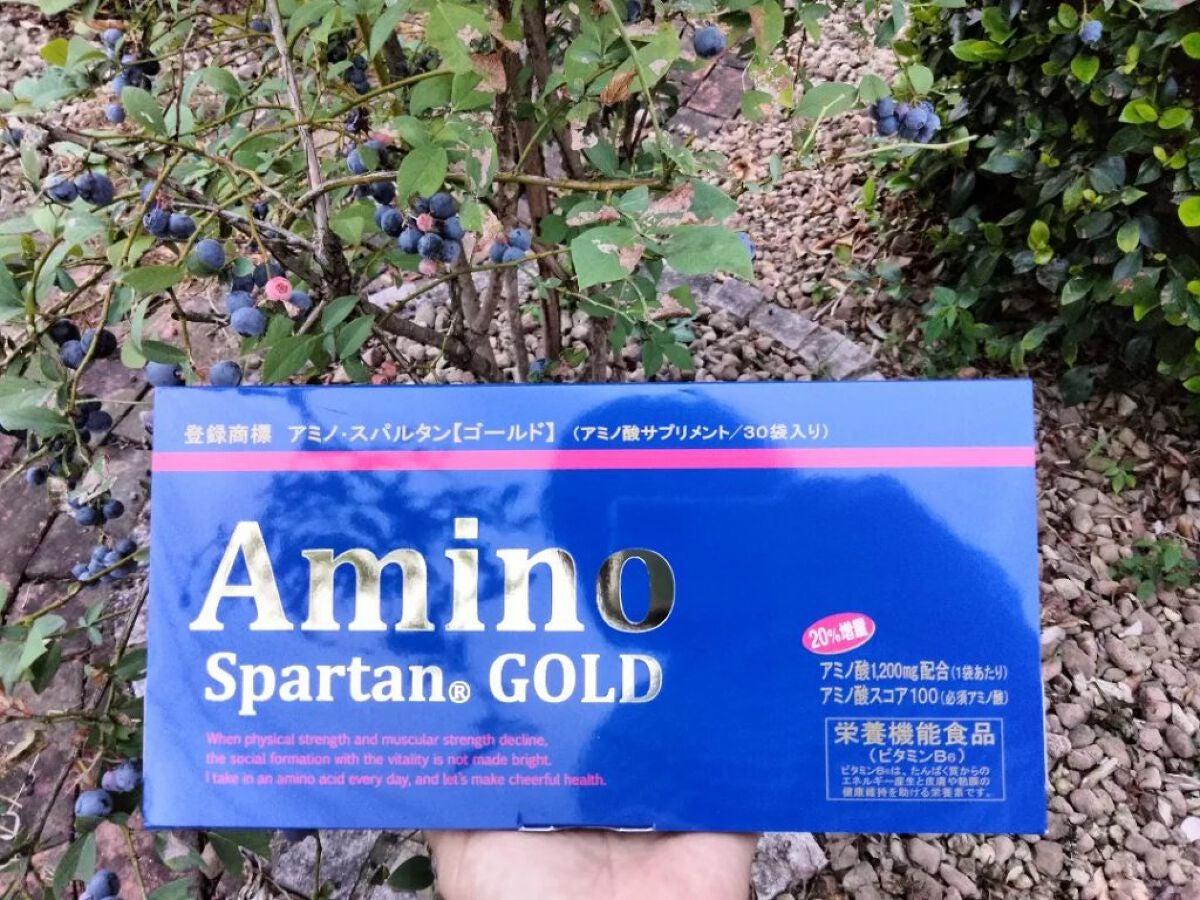 登録商標 アミノ・スパルタン【ゴールド】 (アミノ酸サプリメント/30袋入り)
Amino
Spartan® GOLD
When physical strength and muscular strength decline,
the social formation with the vitality is not made bright.
I take in an amino acid every day, and let's make cheerful health.
20%増量
アミノ酸1,200mg配合(1袋あたり)
アミノ酸スコア100(必須アミノ酸)
栄養機能食品
(ビタミンB6)
ビタミンB6は、たんぱく質からの
エネルギー産生と皮膚や粘膜の
健康維持を助ける栄養素です。